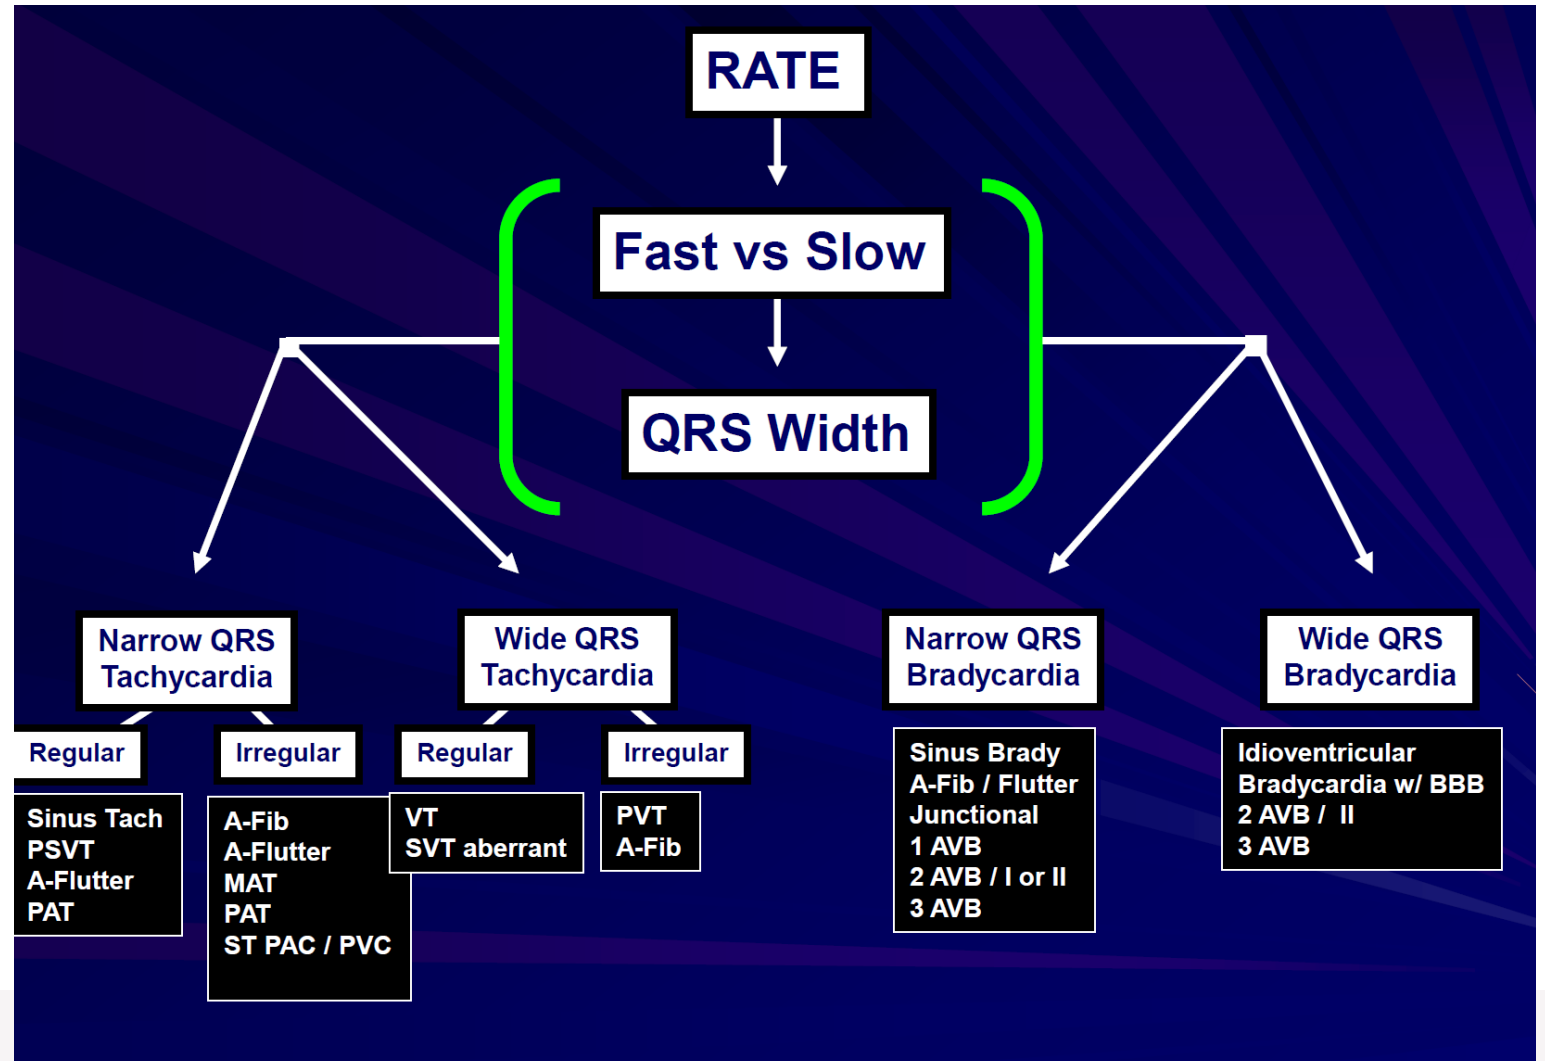 RATE
Fast vs Slow
QRS Width
Narrow QRS
Tachycardia
Wide QRS
Tachycardia
Narrow QRS
Bradycardia
Wide QRS
Bradycardia
Regular
Irregular
Regular
Irregular
Sinus Tach
PSVT
A-Flutter
PAT
A-Fib
A-Flutter
MAT
PAT
ST PAC / PVC
VT
SVT aberrant
PVT
A-Fib
Sinus Brady
A-Fib / Flutter
Junctional
1 AVB
2 AVB / I or II
3 AVB
Idioventricular
Bradycardia w/ BBB
2 AVB /  II
3 AVB